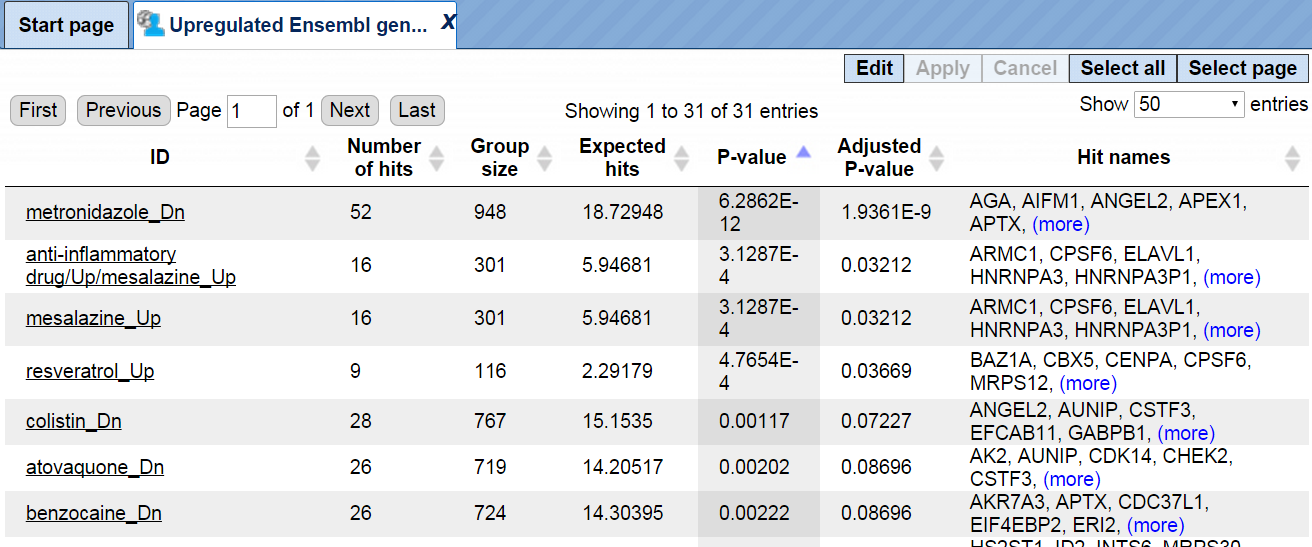 Start page
Upregulated Ensembl gen... X
Edit Apply Cancel Select all Select page
First Previous Page 1 of 1 Next Last
Showing 1 to 31 of 31 entries
Show 50 entries
ID
Number of hits
Group size
Expected hits
P-value
Adjusted P-value
Hit names
metronidazole_Dn 52 948 18.72948 6.2862E-12 1.9361E-9 AGA, AIFM1, ANGEL2, APEX1,
APTX, (more)
anti-inflammatory
drug/Up/mesalazine_Up 16 301 5.94681 3.1287E-4 0.03212 ARMC1, CPSF6, ELAVL1,
HNRNPA3, HNRNPA3P1, (more)
mesalazine_Up 16 301 5.94681 3.1287E-4 0.03212 ARMC1, CPSF6, ELAVL1,
HNRNPA3, HNRNPA3P1, (more)
resveratrol_Up 9 116 2.29179 4.7654E-4 0.03669 BAZ1A, CBX5, CENPA, CPSF6,
MRPS12, (more)
colistin_Dn 28 767 15.1535 0.00117 0.07227 ANGEL2, AUNIP, CSTF3,
EFCAB11, GABPB1, (more)
atovaquone_Dn 26 719 14.20517 0.00202 0.08696 AK2, AUNIP, CDK14, CHEK2,
CSTF3, (more)
benzocaine_Dn 26 724 14.30395 0.00222 0.08696 AKR7A3, APTX, CDC37L1,
EIF4EBP2, ERI2, (more)